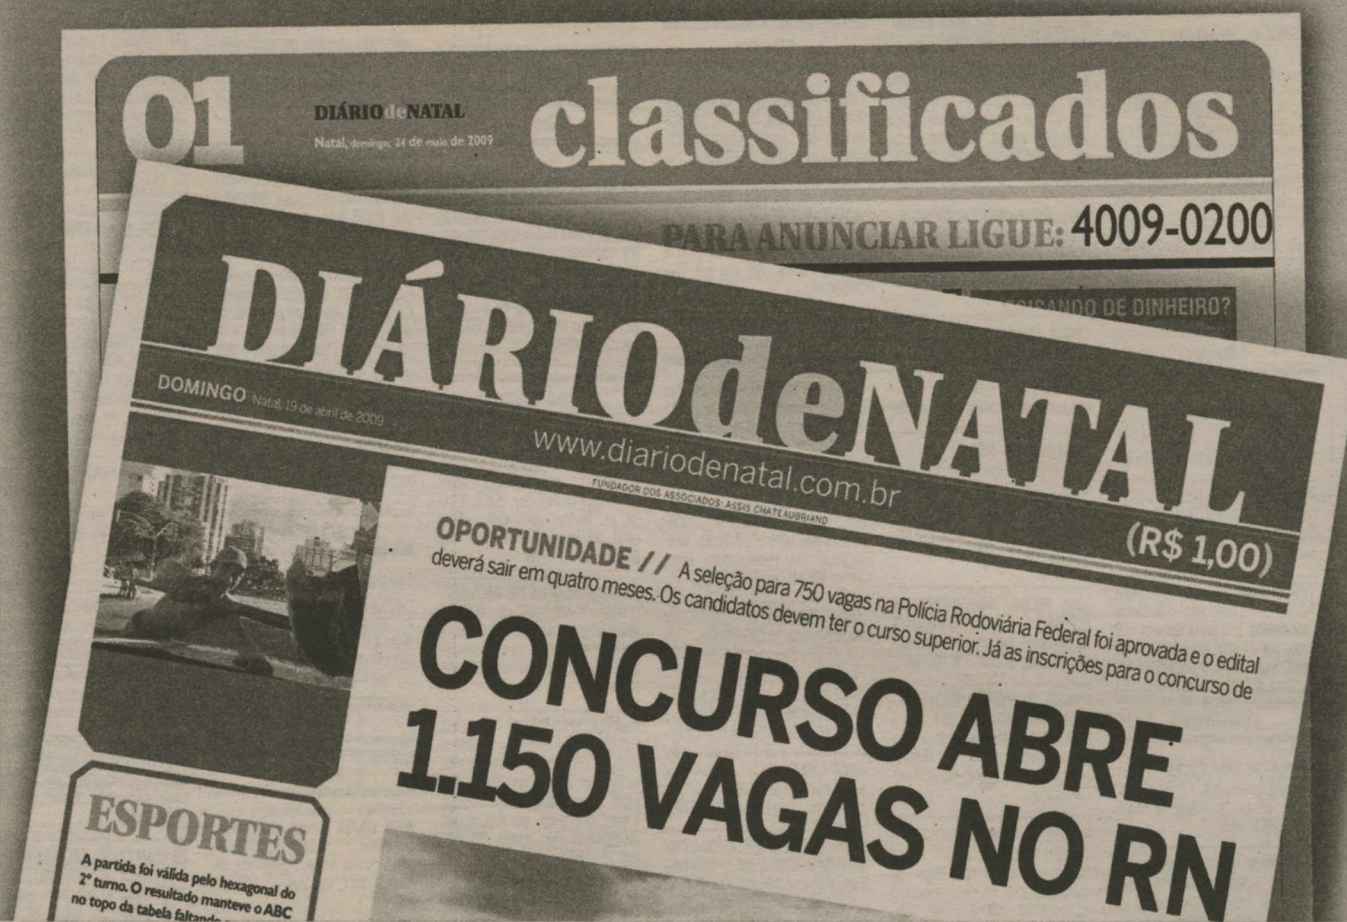 01
DIÁRIOdeNATAL
Natal, domingo, 24 de maio de 2009
classificados
PARA ANUNCIAR LIGUE: 4009-0200
DE DINHEIRO?
DIÁRIOdeNATAL
DOMINGO Natal, 19 de abril de 2009
www.diariodenatal.com.br
FUNDADOR DOS ASSOCIADOS: ASSIS CHATEAUBRIAND
(R$ 1,00)
OPORTUNIDADE // A seleção para 750 vagas na Polícia Rodoviária Federal foi aprovada e o edital
deverá sair em quatro meses. Os candidatos devem ter o curso superior. Já as inscrições para o concurso de
CONCURSO ABRE
1.150 VAGAS NO RN
ESPORTES
A partida foi válida pelo hexagonal do
2º turno. O resultado manteve o ABC
no topo da tabela